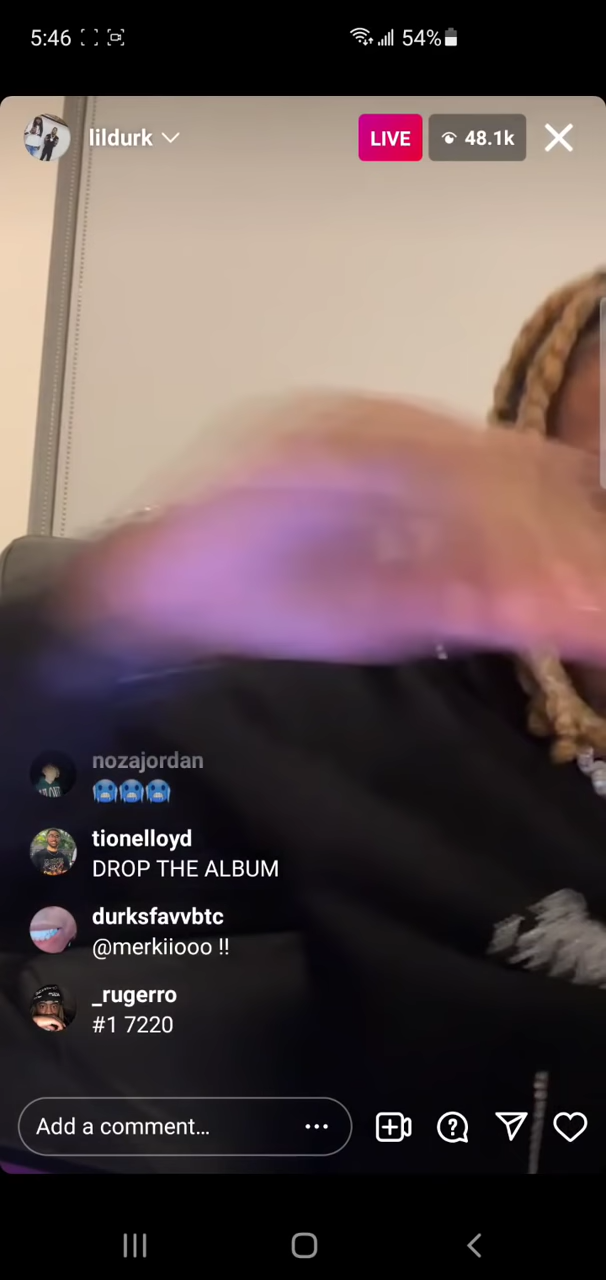 5:46 54%
lildurk LIVE 48.1k
nozajordan
🥶🥶🥶
tionelloyd
DROP THE ALBUM
durksfavvbtc
@merkiiooo !!
_rugerro
#1 7220
Add a comment...